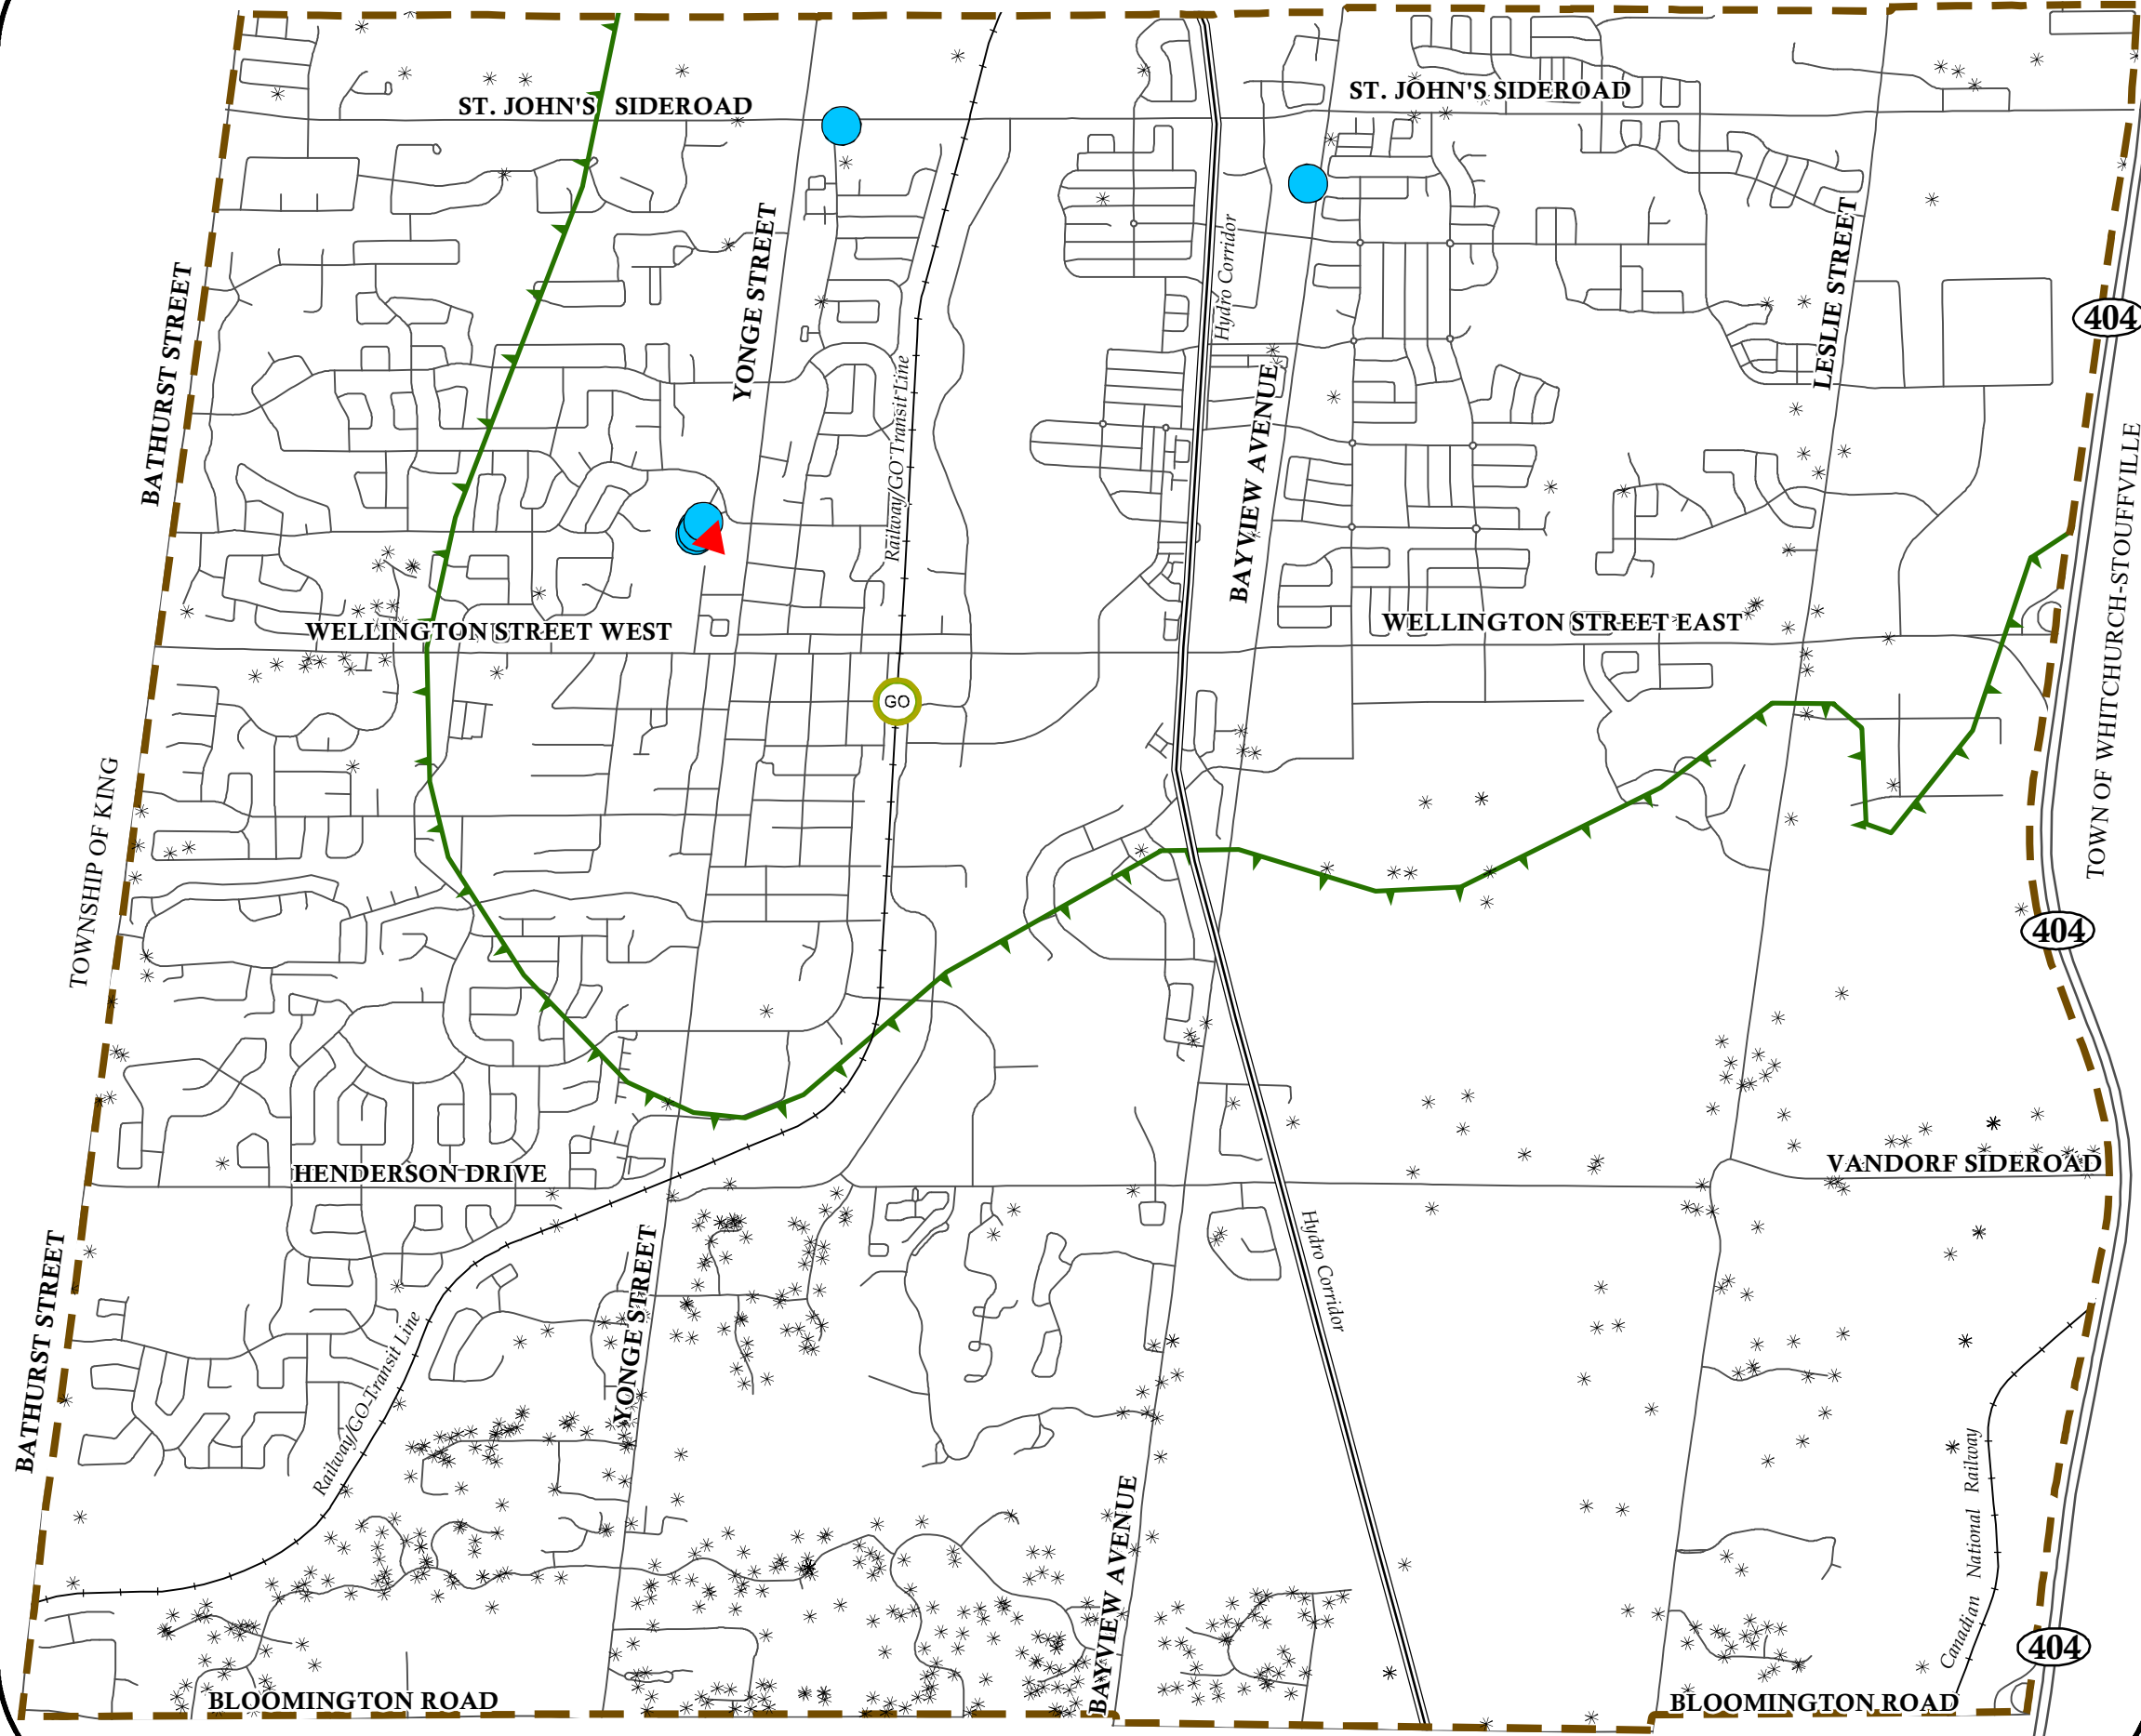 ST. JOHN'S SIDEROAD
ST. JOHN'S SIDEROAD
YONGE STREET
Hydro Corridor
LESLIE STREET
BATHURST STREET
404
Railway/GO Transit Line
BAYVIEW AVENUE
TOWN OF WHITCHURCH-STOUFFVILLE
WELLINGTON STREET WEST
WELLINGTON STREET EAST
GO
TOWNSHIP OF KING
404
HENDERSON DRIVE
VANDORF SIDEROAD
BATHURST STREET
YONGE STREET
Hydro Corridor
Railway/GO-Transit Line
BAYVIEW AVENUE
Canadian National Railway
404
BLOOMINGTON ROAD
BLOOMINGTON ROAD